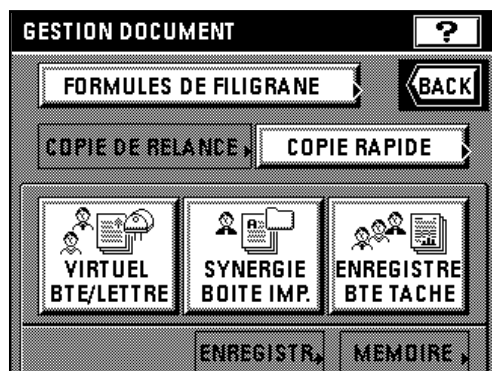 GESTION DOCUMENT ?
FORMULES DE FILIGRANE
BACK
COPIE DE RELANCE
COPIE RAPIDE
VIRTUEL
BTE/LETTRE
SYNERGIE
BOITE IMP.
ENREGISTRE
BTE TACHE
ENREGISTR.
MEMOIRE